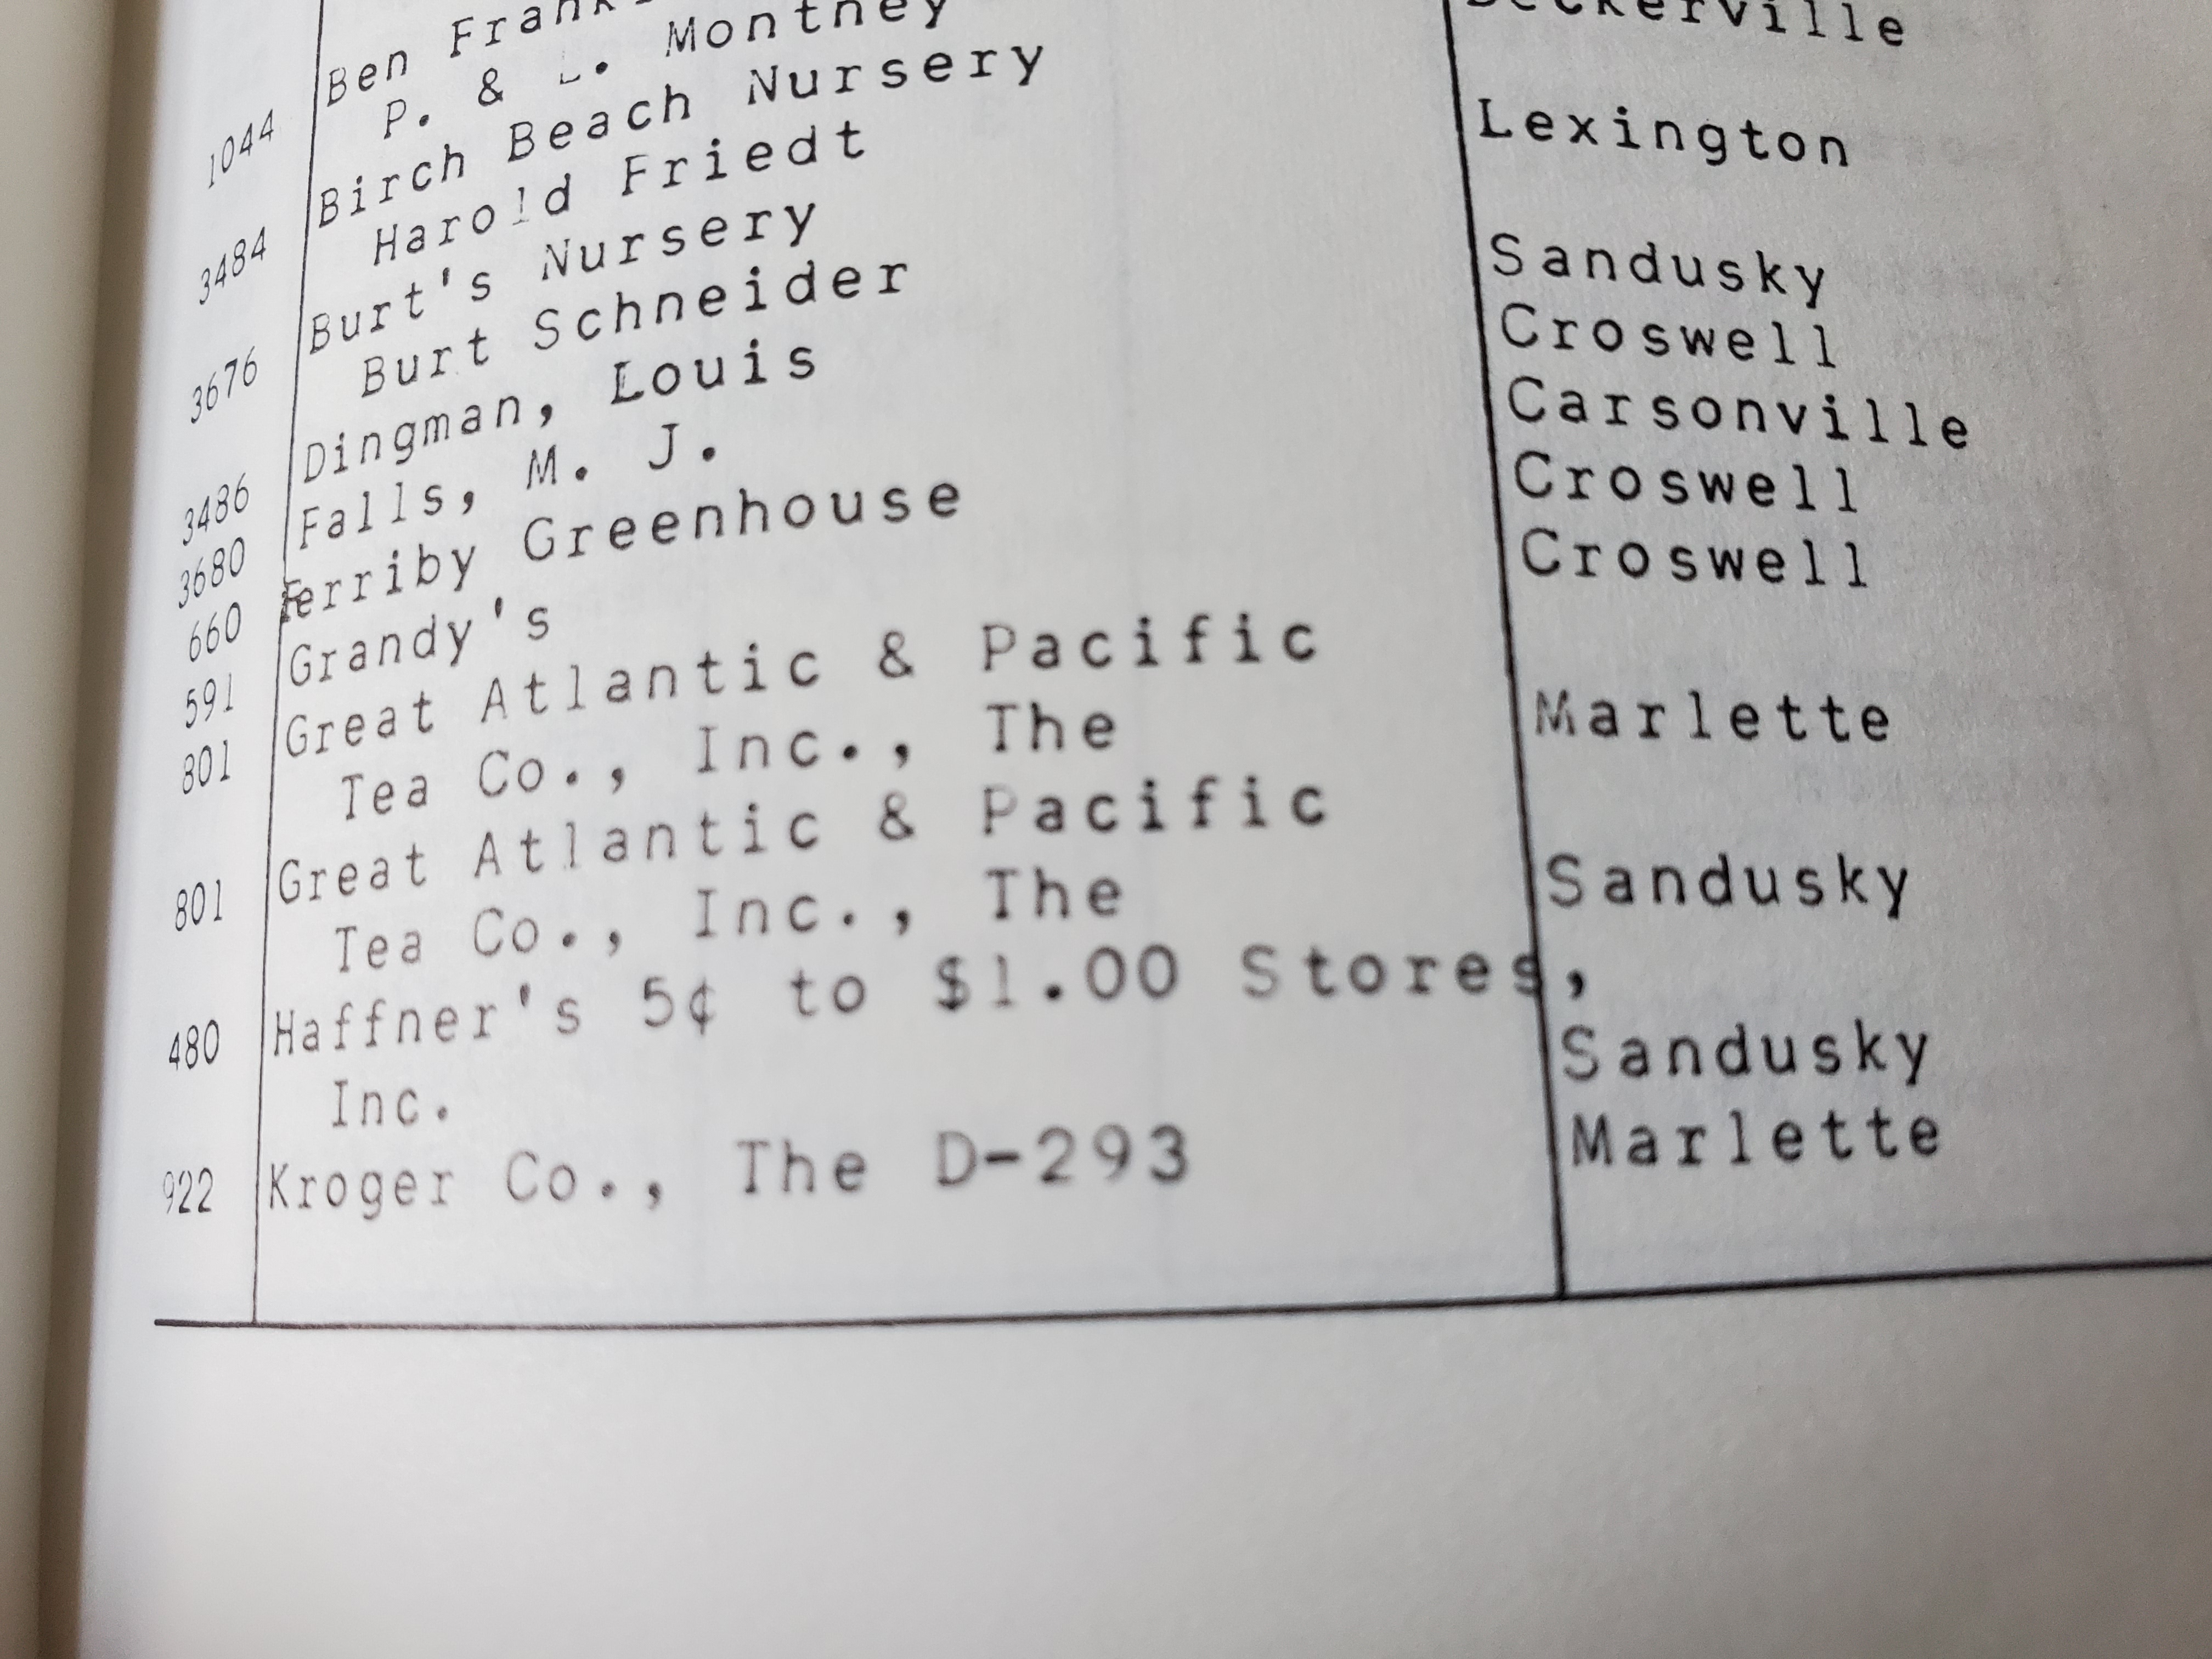 1044 Ben
P. & L. Montney
3484 Birch Beach Nursery
Harold Friedt Lexington
3676 Burt's Nursery
Burt Schneider Sandusky
3486 Dingman, Louis Croswell
3680 Falls, M. J. Carsonville
660 Ferriby Greenhouse Croswell
591 Grandy's Croswell
801 Great Atlantic & Pacific
Tea Co., Inc., The Marlette
801 Great Atlantic & Pacific
Tea Co., Inc., The Sandusky
480 Haffner's 5¢ to $1.00 Stores,
Inc. Sandusky
922 Kroger Co., The D-293 Marlette